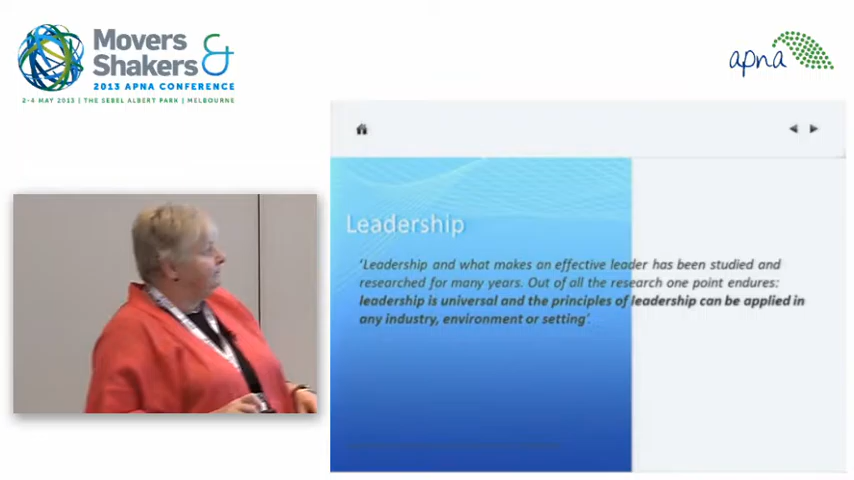 Movers &
Shakers
2013 APNA CONFERENCE
2-4 MAY 2013 | THE SEBEL ALBERT PARK | MELBOURNE
apna
Leadership
‘Leadership and what makes an effective leader has been studied and
researched for many years. Out of all the research one point endures:
leadership is universal and the principles of leadership can be applied in
any industry, environment or setting’.